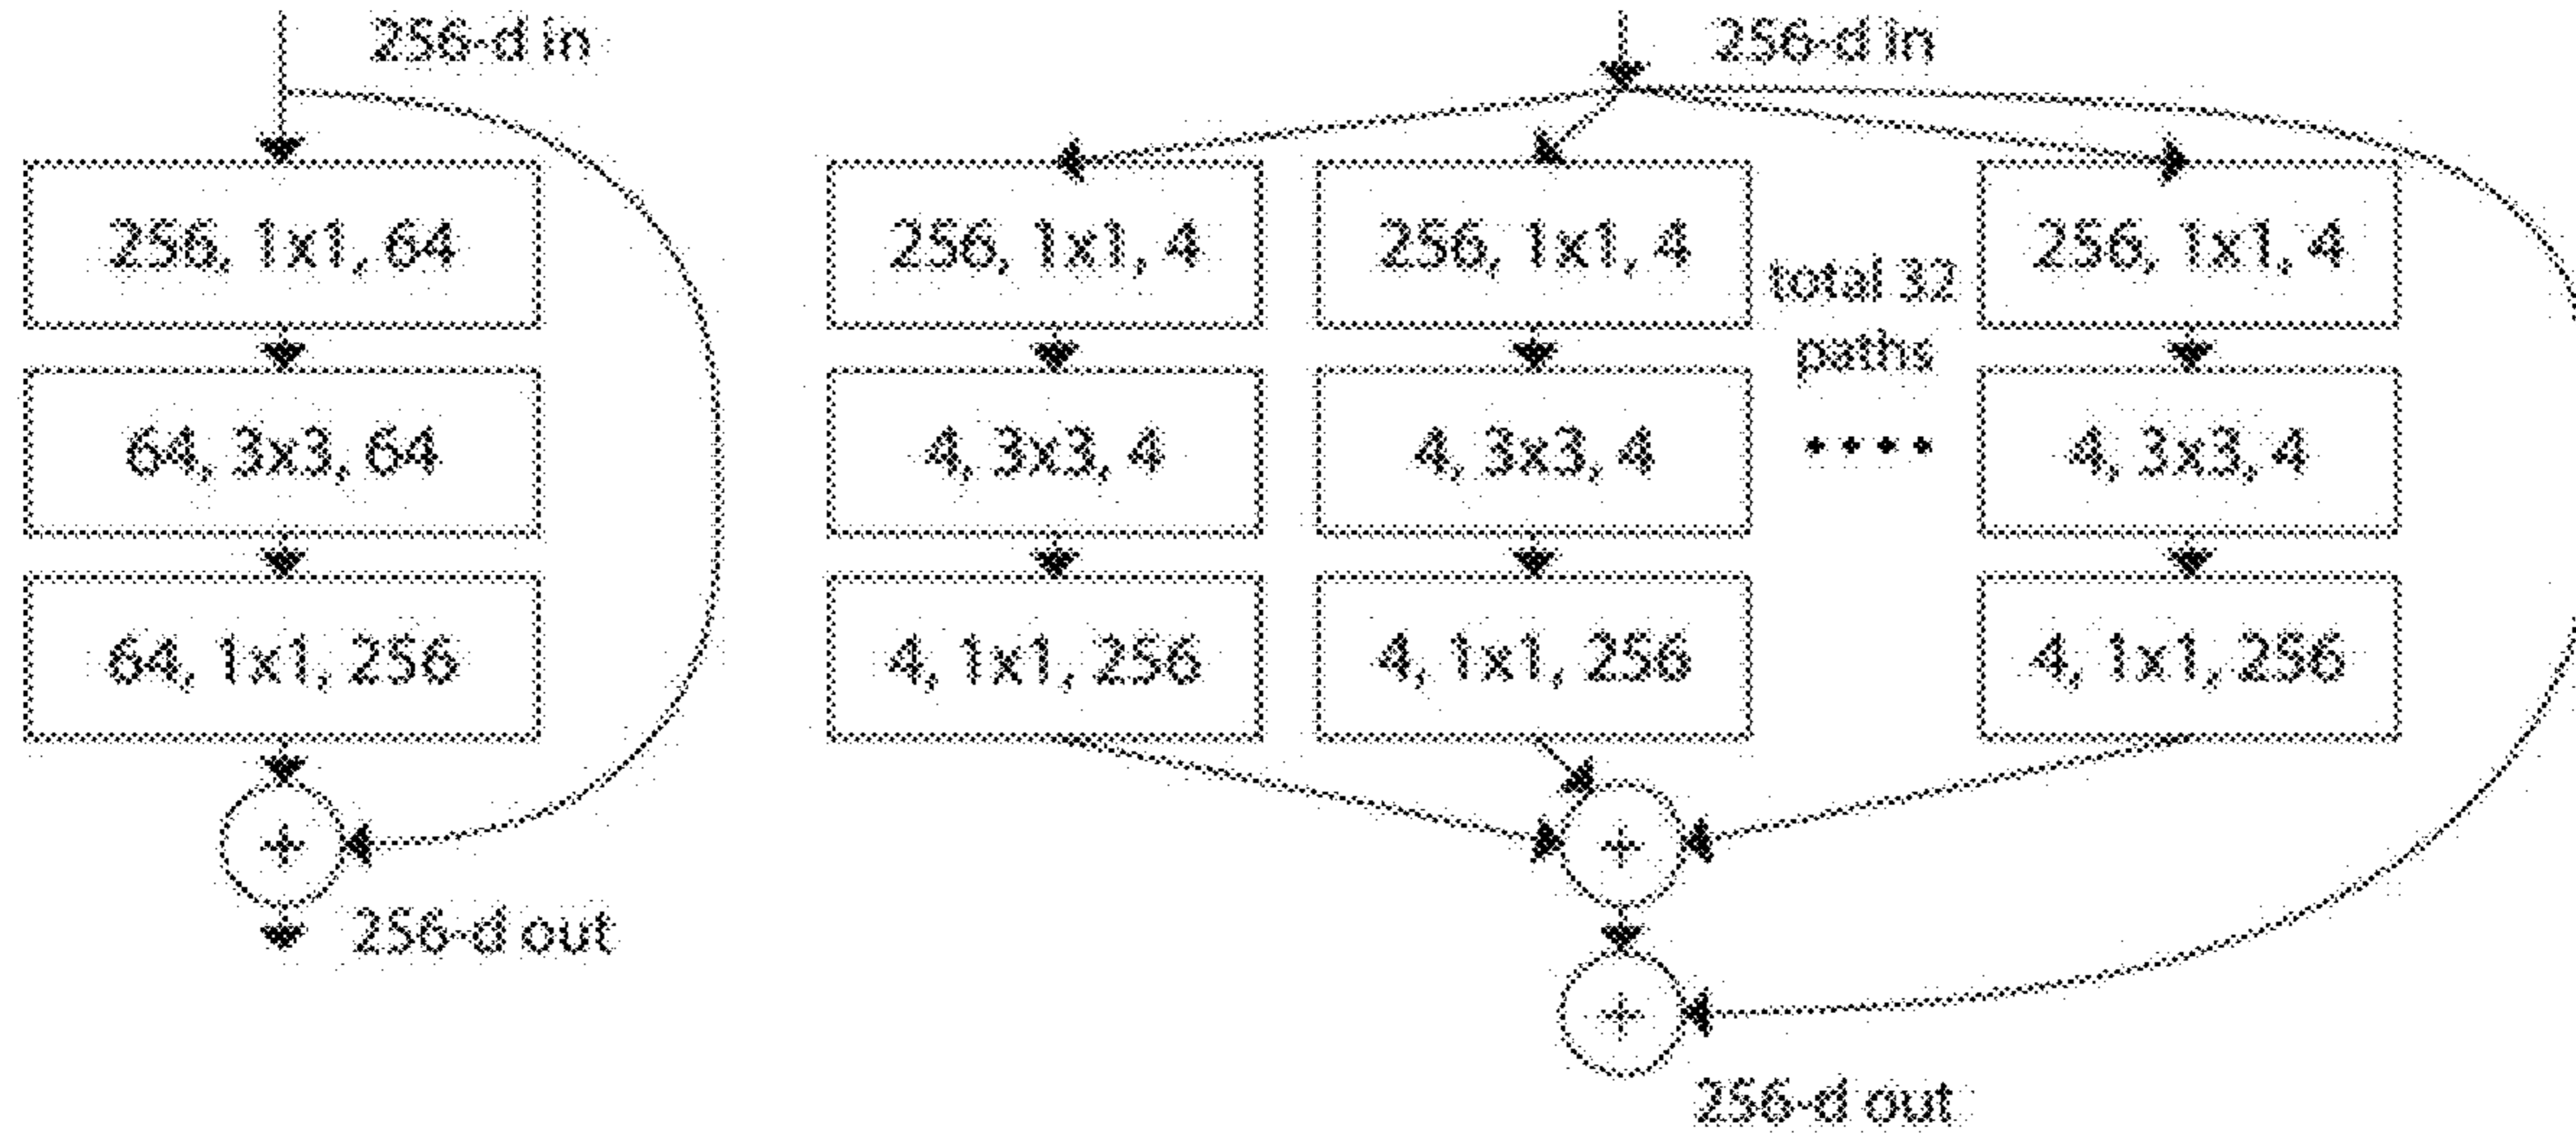 256-d in
256, 1x1, 64
64, 3x3, 64
64, 1x1, 256
+
256-d out
256-d in
256, 1x1, 4
256, 1x1, 4
total 32
paths
256, 1x1, 4
4, 3x3, 4
4, 3x3, 4
....
4, 3x3, 4
4, 1x1, 256
4, 1x1, 256
4, 1x1, 256
+
+
256-d out